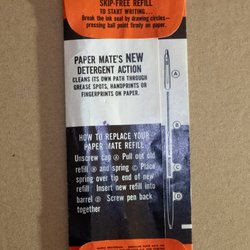 SKIP-FREE REFILL
TO START WRITING...
Break the ink seal by drawing circles—
pressing ball point firmly on paper.
PAPER MATE'S NEW
DETERGENT ACTION
CLEANS ITS OWN PATH THROUGH
GREASE SPOTS, HANDPRINTS OR
FINGERPRINTS ON PAPER.
A
HOW TO REPLACE YOUR
PAPER MATE REFILL:
Unscrew cap Ⓐ Pull out old
refill Ⓑ and spring Ⓒ Place
spring over tip end of new
refill Insert new refill into
barrel Ⓓ Screw pen back
together
B
C
D